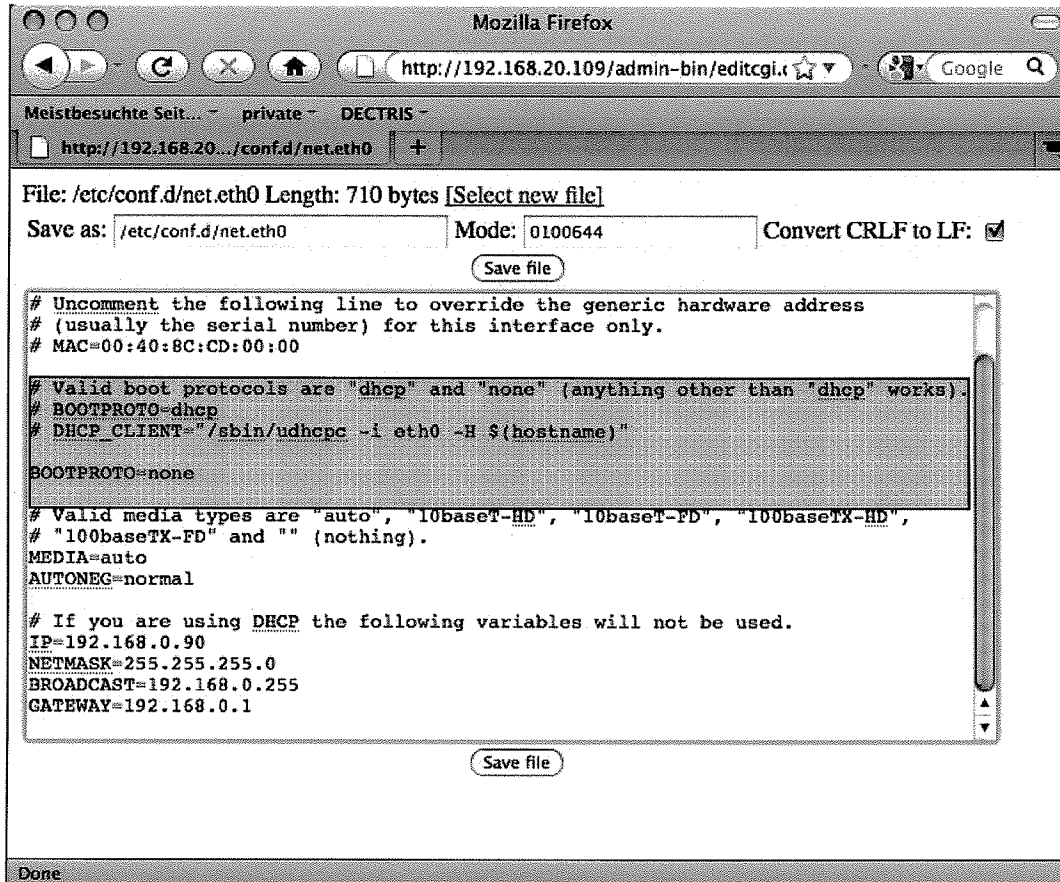 Mozilla Firefox
http://192.168.20.109/admin-bin/editcgi.c
Google
Meistbesuchte Seit... private DECTRIS
http://192.168.20.../conf.d/net.eth0 +
File: /etc/conf.d/net.eth0 Length: 710 bytes [Select new file]
Save as: /etc/conf.d/net.eth0 Mode: 0100644 Convert CRLF to LF:
Save file
# Uncomment the following line to override the generic hardware address
# (usually the serial number) for this interface only.
# MAC=00:40:8C:CD:00:00
# Valid boot protocols are "dhcp" and "none" (anything other than "dhcp" works).
# BOOTPROTO=dhcp
# DHCP_CLIENT="/sbin/udhcpc -i eth0 -H $(hostname)"
BOOTPROTO=none
# Valid media types are "auto", "10baseT-HD", "10baseT-FD", "100baseTX-HD",
# "100baseTX-FD" and "" (nothing).
MEDIA=auto
AUTONEG=normal
# If you are using DHCP the following variables will not be used.
IP=192.168.0.90
NETMASK=255.255.255.0
BROADCAST=192.168.0.255
GATEWAY=192.168.0.1
Save file
Done